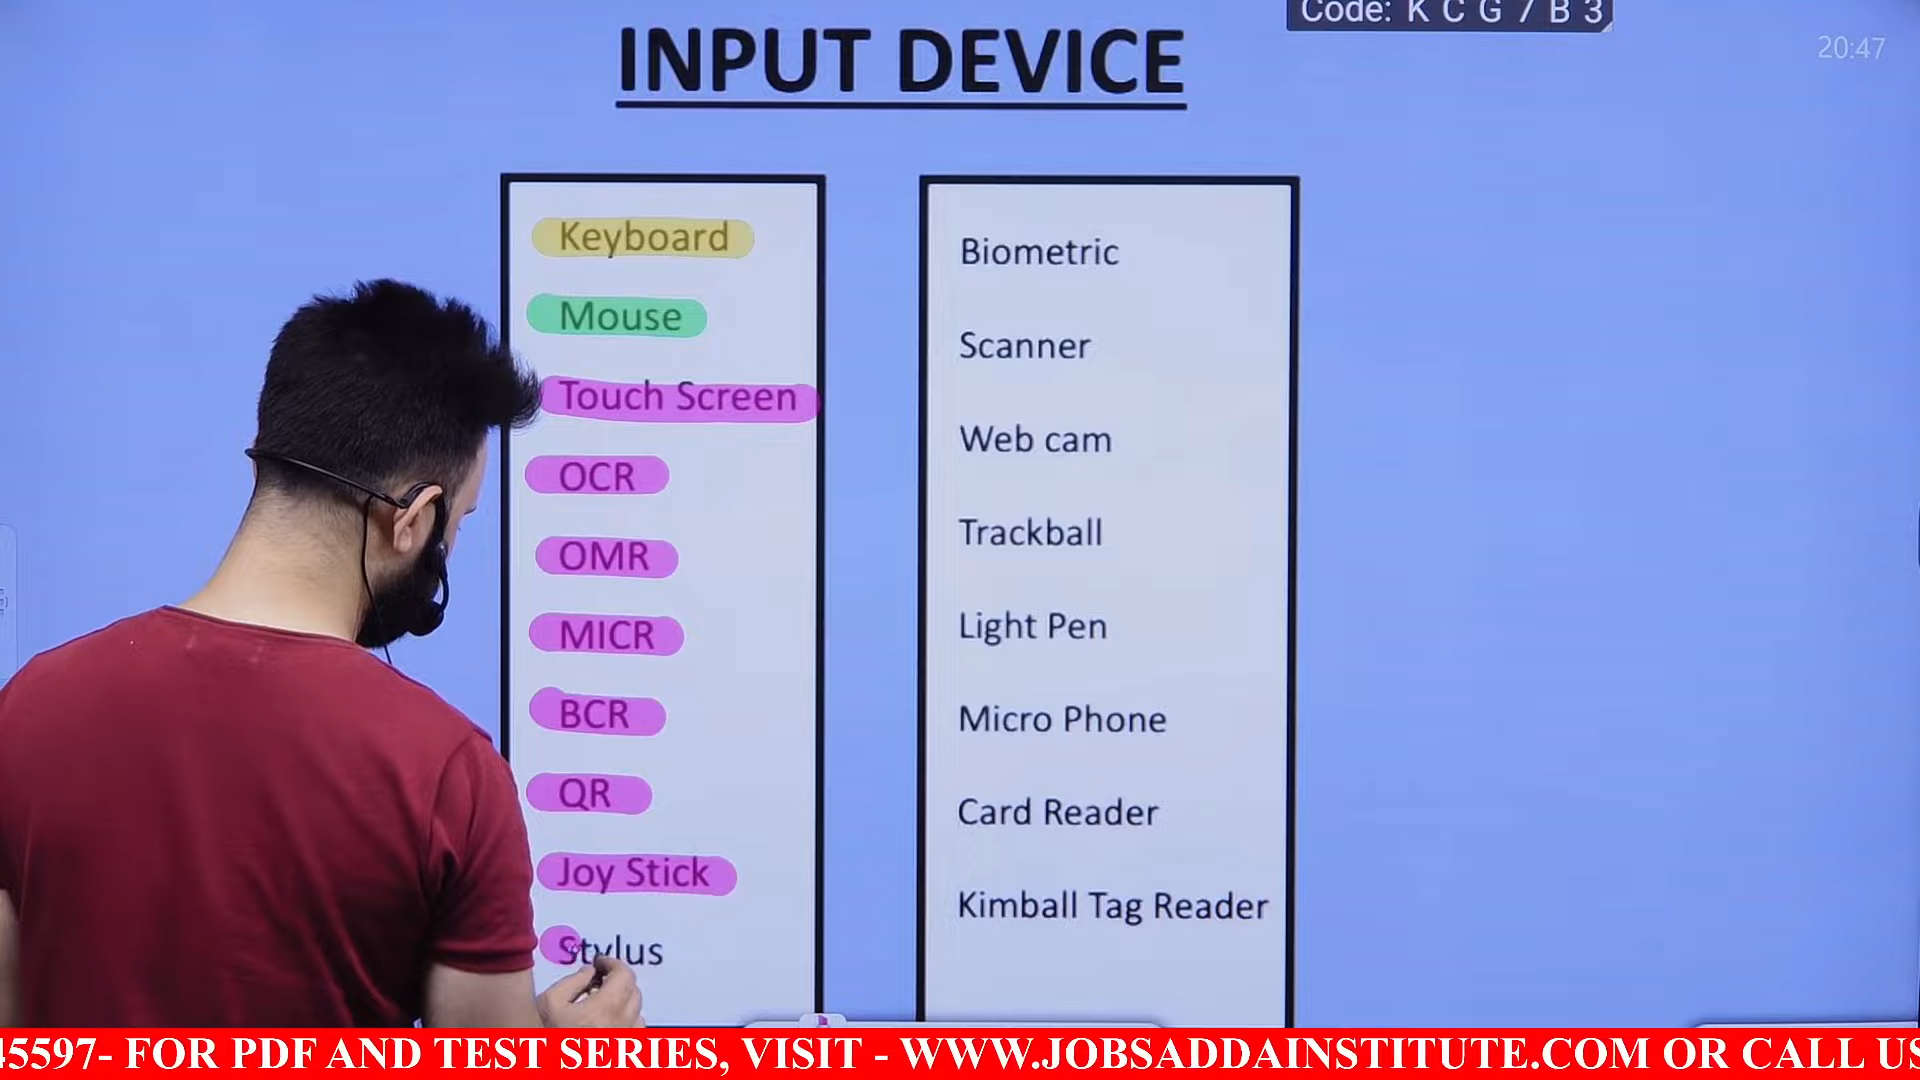 Code: K C G 7 B 3
20:47
INPUT DEVICE
Keyboard
Mouse
Touch Screen
OCR
OMR
MICR
BCR
QR
Joy Stick
Stylus
Biometric
Scanner
Web cam
Trackball
Light Pen
Micro Phone
Card Reader
Kimball Tag Reader
45597- FOR PDF AND TEST SERIES, VISIT - WWW.JOBSADDAINSTITUTE.COM OR CALL US